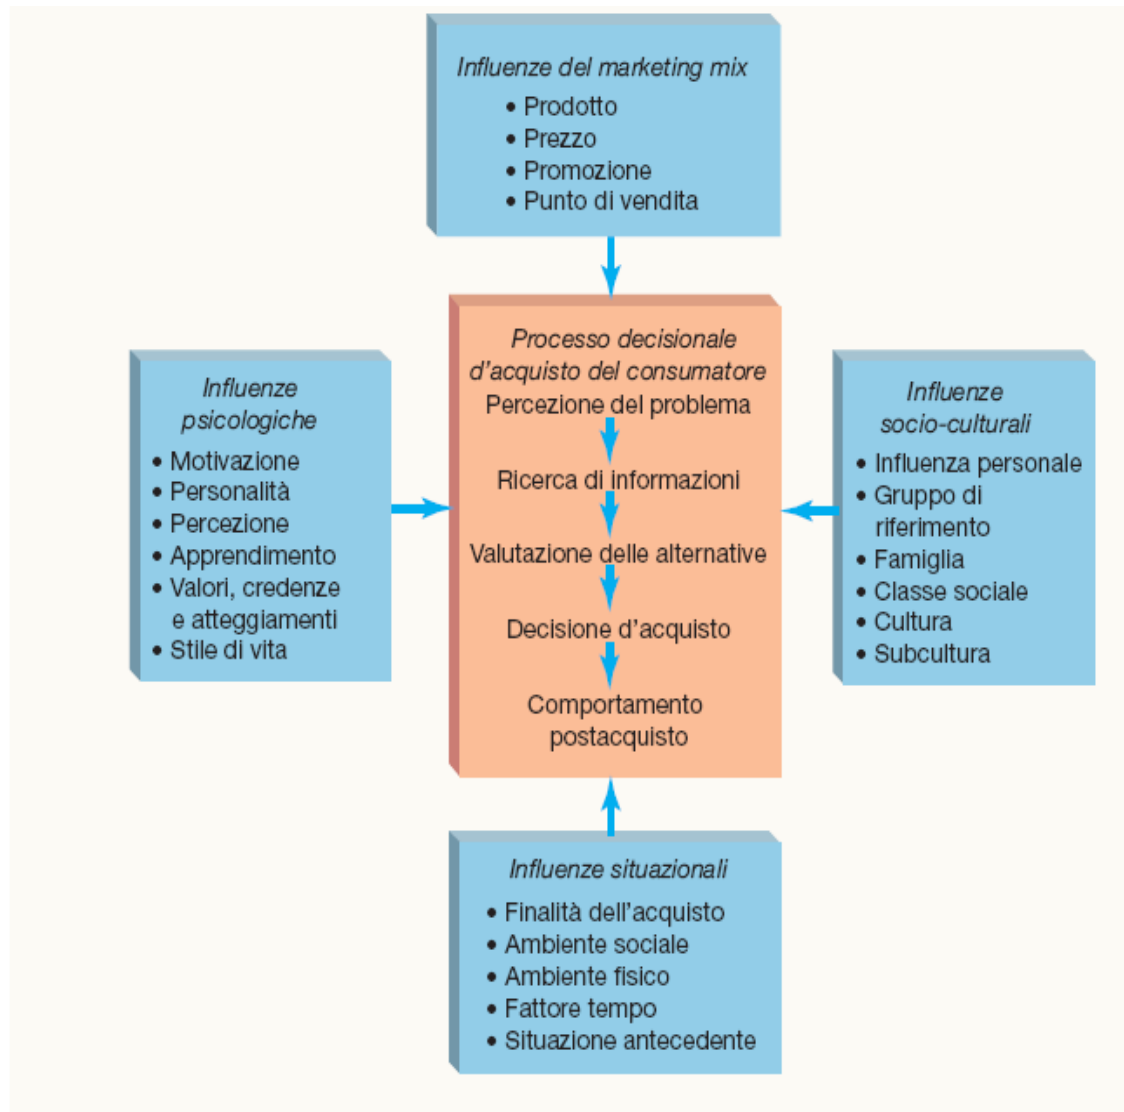 Influenze del marketing mix
• Prodotto
• Prezzo
• Promozione
• Punto di vendita
Processo decisionale
d'acquisto del consumatore
Percezione del problema
Ricerca di informazioni
Valutazione delle alternative
Decisione d'acquisto
Comportamento
postacquisto
Influenze
psicologiche
• Motivazione
• Personalità
• Percezione
• Apprendimento
• Valori, credenze
e atteggiamenti
• Stile di vita
Influenze
socio-culturali
• Influenza personale
• Gruppo di
riferimento
• Famiglia
• Classe sociale
• Cultura
• Subcultura
Influenze situazionali
• Finalità dell'acquisto
• Ambiente sociale
• Ambiente fisico
• Fattore tempo
• Situazione antecedente